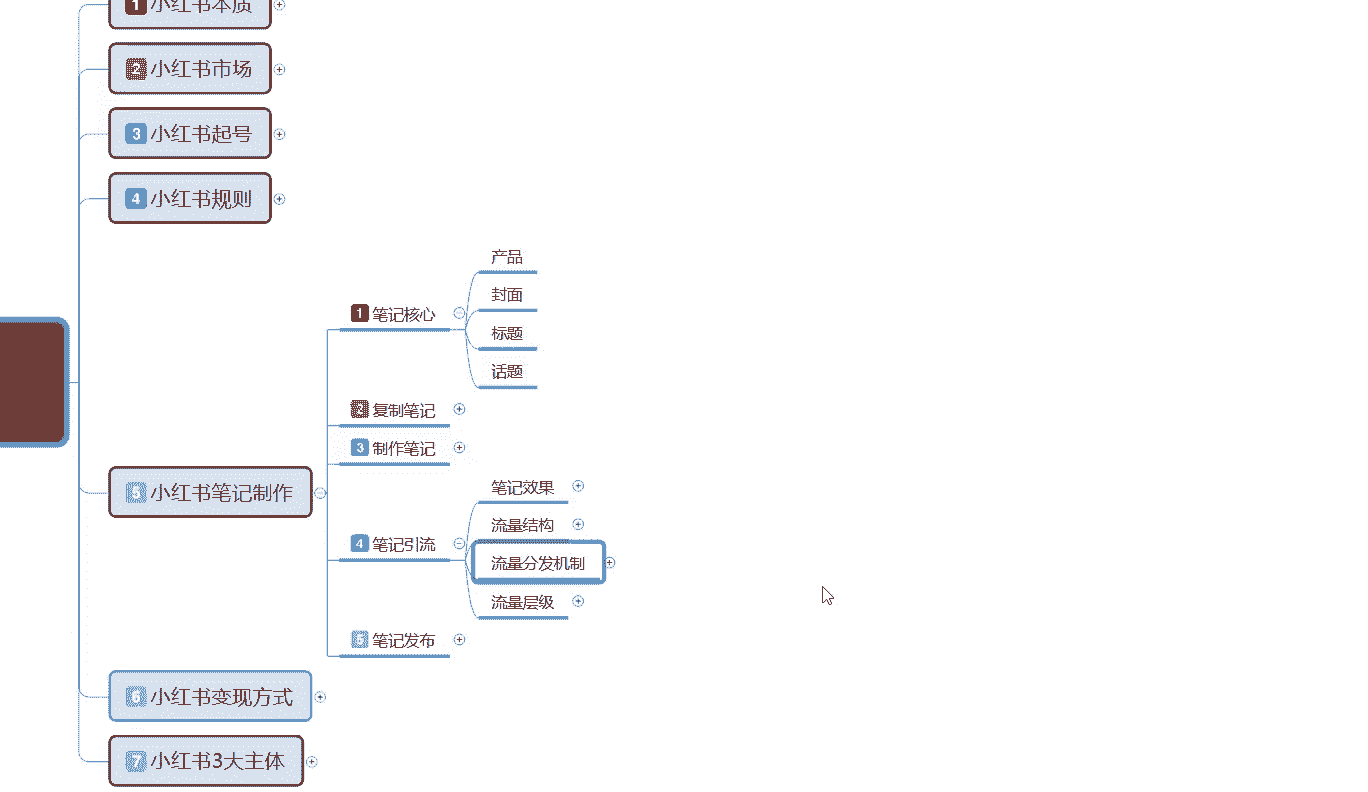 1 小红书本质
2 小红书市场
3 小红书起号
4 小红书规则
5 小红书笔记制作
1 笔记核心
产品
封面
标题
话题
2 复制笔记
3 制作笔记
4 笔记引流
笔记效果
流量结构
流量分发机制
流量层级
5 笔记发布
6 小红书变现方式
7 小红书3大主体